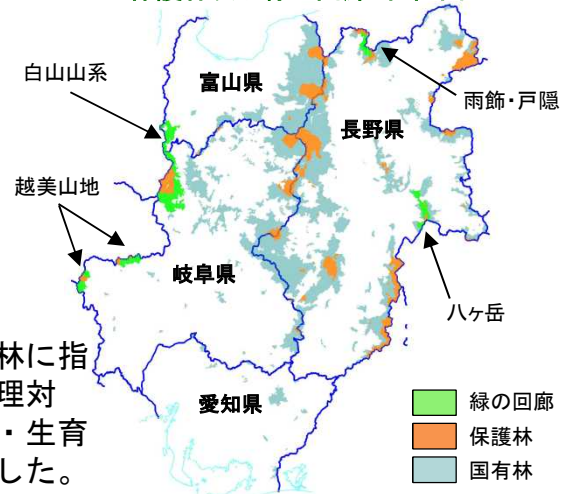 白山山系
富山県
雨飾・戸隠
長野県
越美山地
岐阜県
八ヶ岳
林に指
理対
・生育
した。
愛知県
緑の回廊
保護林
国有林